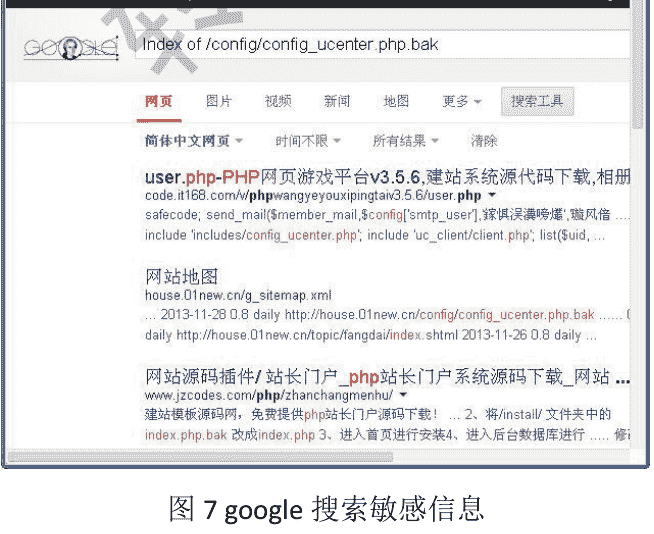 Google
Index of /config/config_ucenter.php.bak
网页 图片 视频 新闻 地图 更多 搜索工具
简体中文网页 时间不限 所有结果 清除
user.php-PHP网页游戏平台v3.5.6,建站系统源代码下载,相册
code.it168.com/v/phpwangyeyouxipingtaiv3.5.6/user.php
safecode; send_mail($member_mail,$config['smtp_user'],
include 'includes/config_ucenter.php'; include 'uc_client/client.php'; list($uid, ...
网站地图
house.01new.cn/g_sitemap.xml
... 2013-11-28 0.8 daily http://house.01new.cn/config/config_ucenter.php.bak ......
daily http://house.01new.cn/topic/fangdai/index.shtml 2013-11-26 0.8 daily ...
网站源码插件/ 站长门户_php站长门户系统源码下载_网站 ...
www.jzcodes.com/php/zhanchangmenhu/
建站模板源码网，免费提供php站长门户源码下载！ ... 2、将/install/ 文件夹中的
index.php.bak 改成index.php 3、进入首页进行安装4、进入后台数据库进行 ..... 修
图 7 google 搜索敏感信息